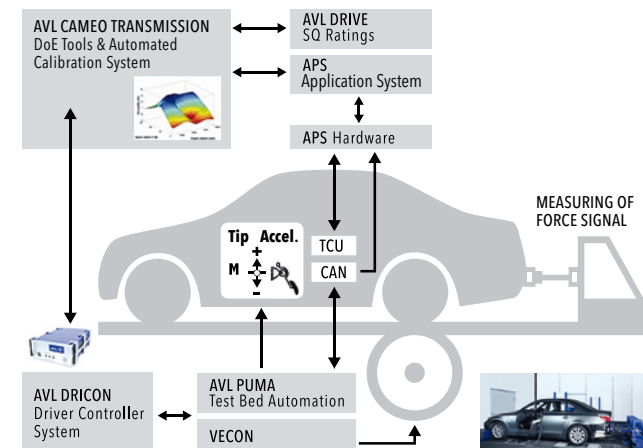 AVL CAMEO TRANSMISSION
DoE Tools & Automated
Calibration System
AVL DRIVE
SQ Ratings
APS
Application System
APS Hardware
MEASURING OF
FORCE SIGNAL
Tip Accel.
+
M
–
TCU
CAN
AVL DRICON
Driver Controller
System
AVL PUMA
Test Bed Automation
VECON